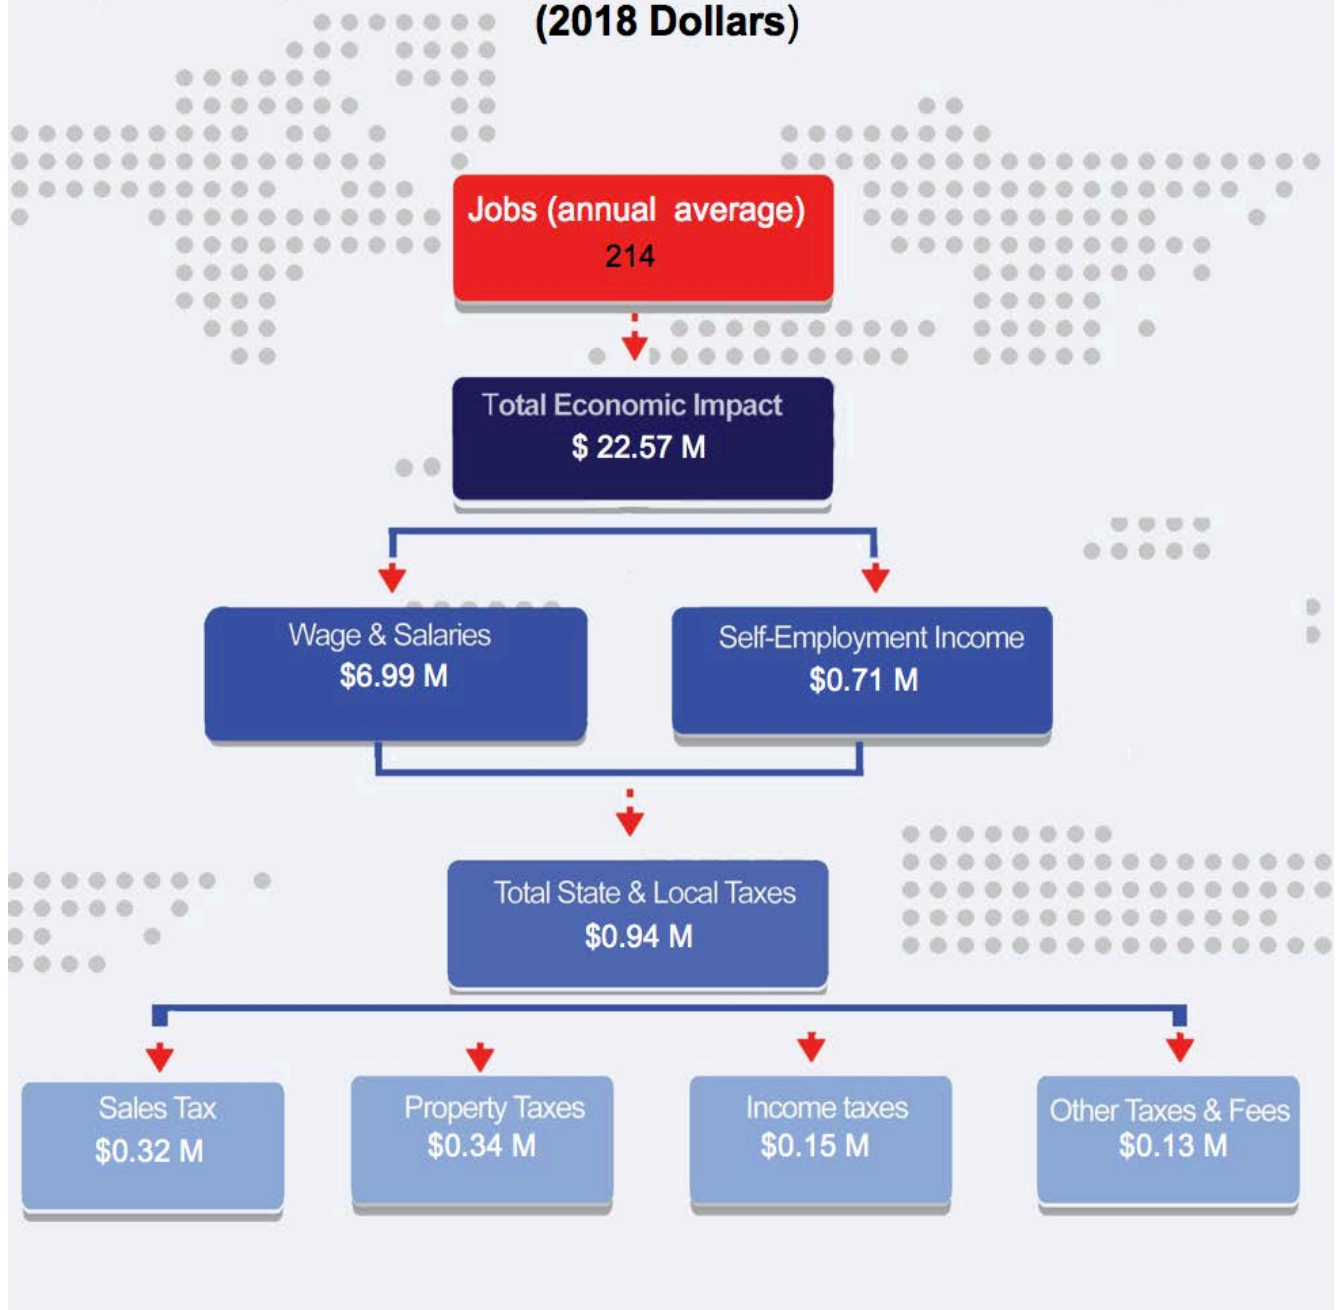 (2018 Dollars)
Jobs (annual average)
214
Total Economic Impact
$ 22.57 M
Wage & Salaries
$6.99 M
Self-Employment Income
$0.71 M
Total State & Local Taxes
$0.94 M
Sales Tax
$0.32 M
Property Taxes
$0.34 M
Income taxes
$0.15 M
Other Taxes & Fees
$0.13 M